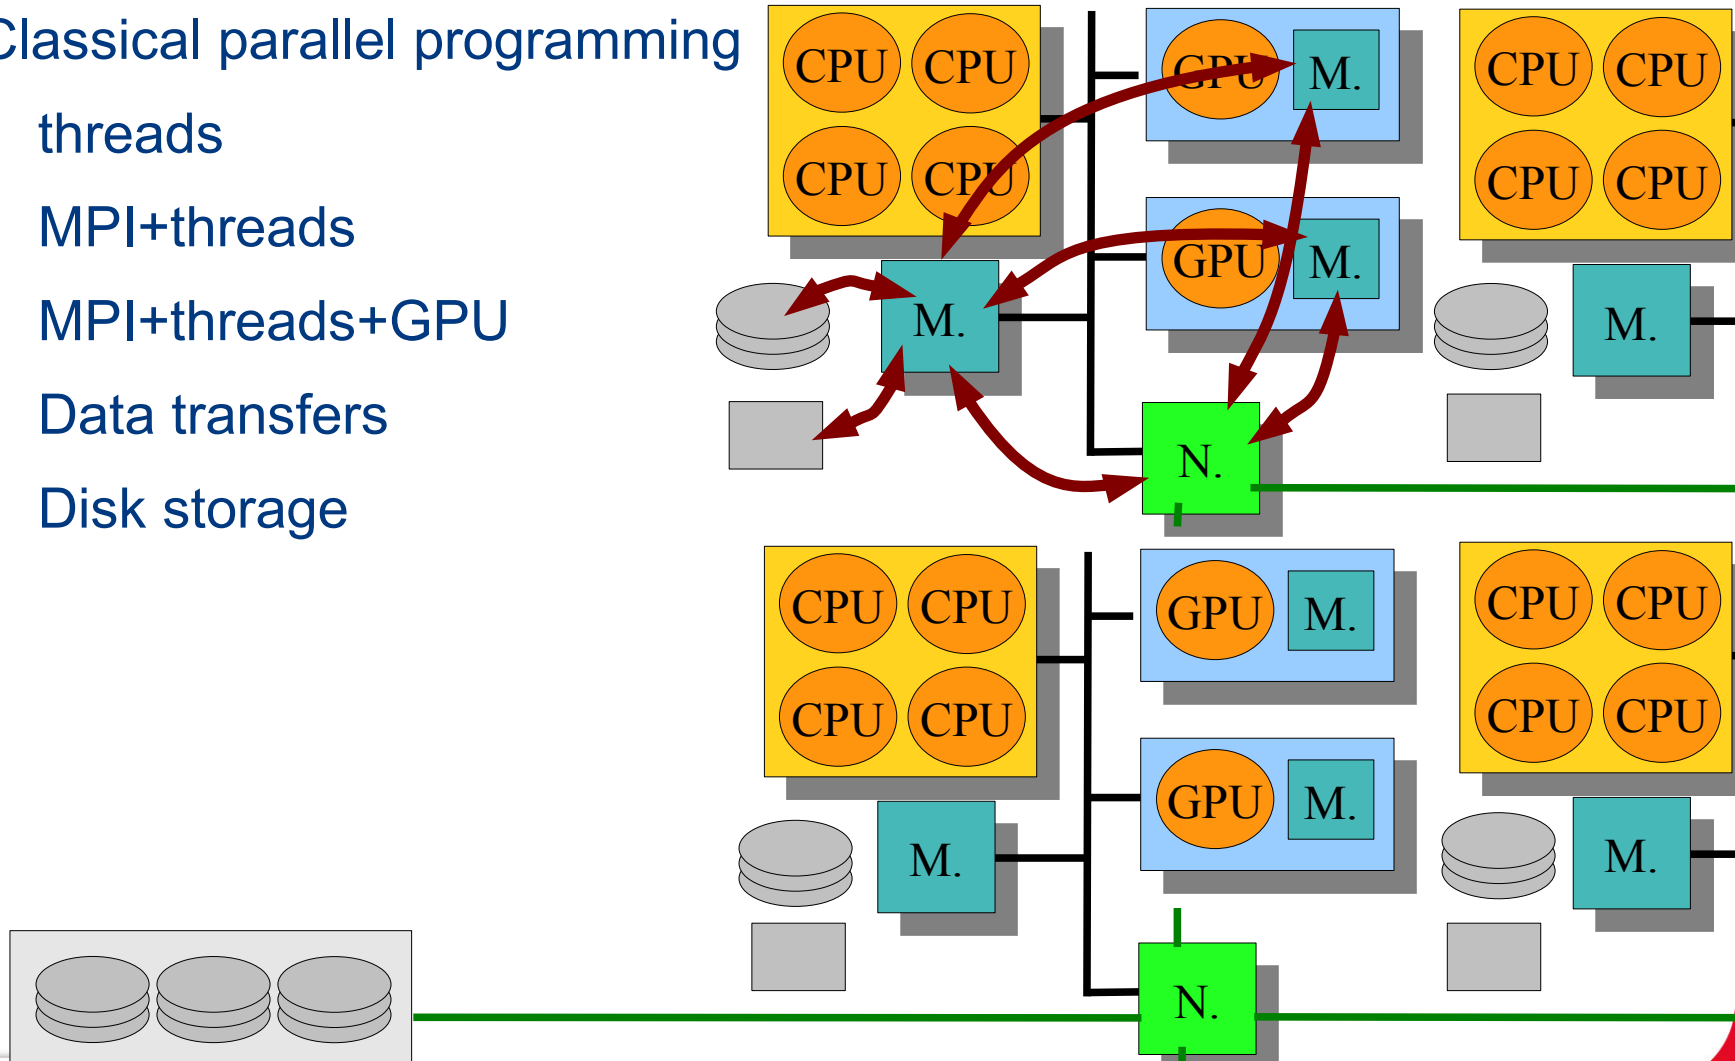 Classical parallel programming
threads
MPI+threads
MPI+threads+GPU
Data transfers
Disk storage
CPU CPU
CPU CPU
GPU M.
GPU M.
M.
N.
CPU CPU
CPU CPU
M.
CPU CPU
CPU CPU
GPU M.
GPU M.
M.
N.
CPU CPU
CPU CPU
M.